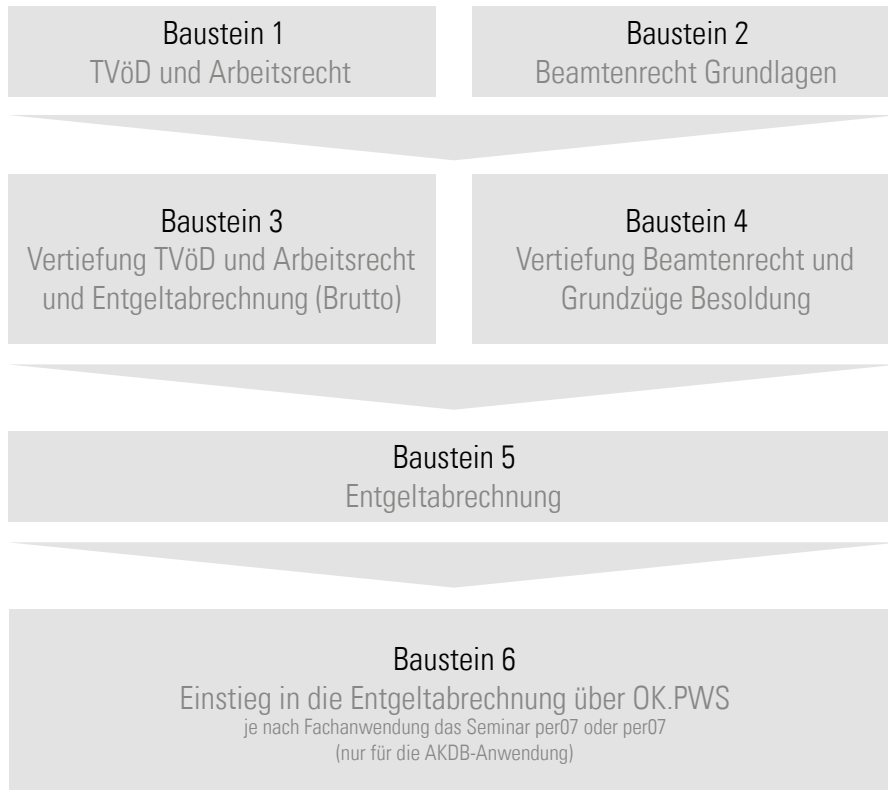 Baustein 1
TVöD und Arbeitsrecht
Baustein 2
Beamtenrecht Grundlagen
Baustein 3
Vertiefung TVöD und Arbeitsrecht
und Entgeltabrechnung (Brutto)
Baustein 4
Vertiefung Beamtenrecht und
Grundzüge Besoldung
Baustein 5
Entgeltabrechnung
Baustein 6
Einstieg in die Entgeltabrechnung über OK.PWS
je nach Fachanwendung das Seminar per07 oder per07
(nur für die AKDB-Anwendung)